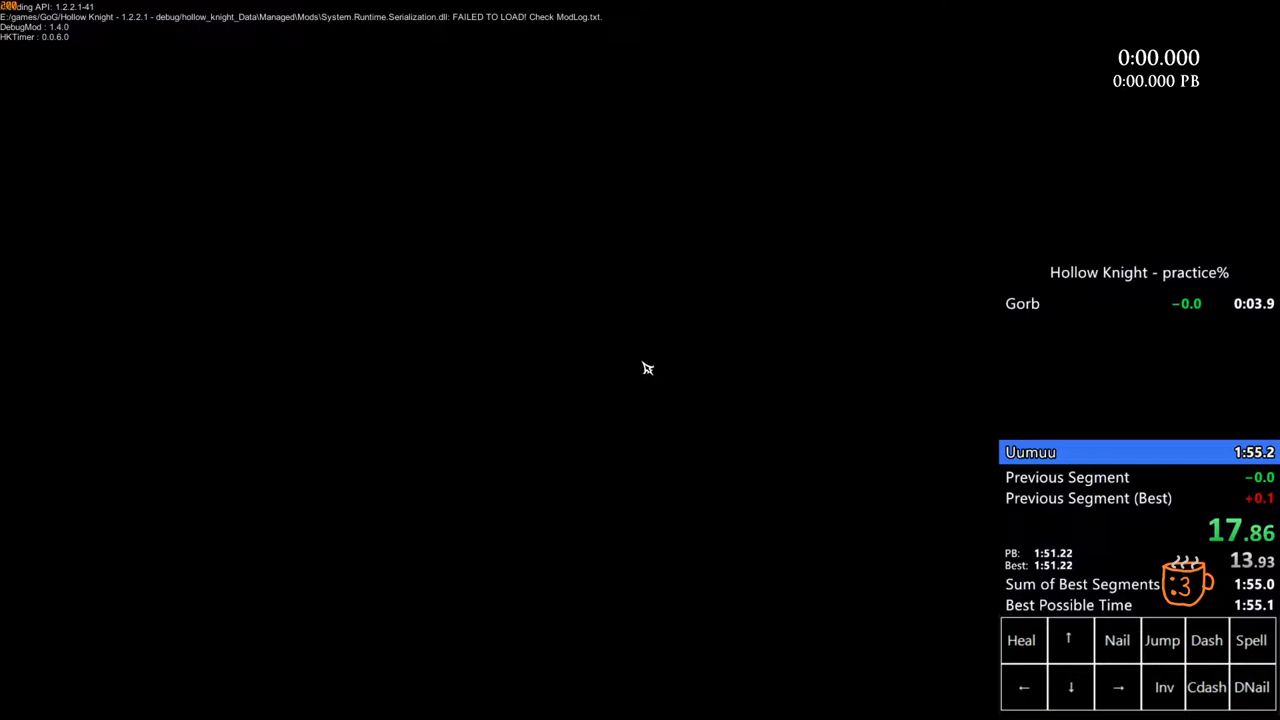 ding API: 1.2.2.1-41
E:/games/GoG/Hollow Knight - 1.2.2.1 - debug/hollow_knight_Data\Managed\Mods\System.Runtime.Serialization.dll: FAILED TO LOAD! Check ModLog.txt.
DebugMod : 1.4.0
HKTimer : 0.0.6.0
0:00.000
0:00.000 PB
Hollow Knight - practice%
Gorb −0.0 0:03.9
Uumuu 1:55.2
Previous Segment −0.0
Previous Segment (Best) +0.1
17.86
PB: 1:51.22
Best: 1:51.22
13.93
Sum of Best Segments 1:55.0
Best Possible Time 1:55.1
Heal ↑ Nail Jump Dash Spell
← ↓ → Inv Cdash DNail